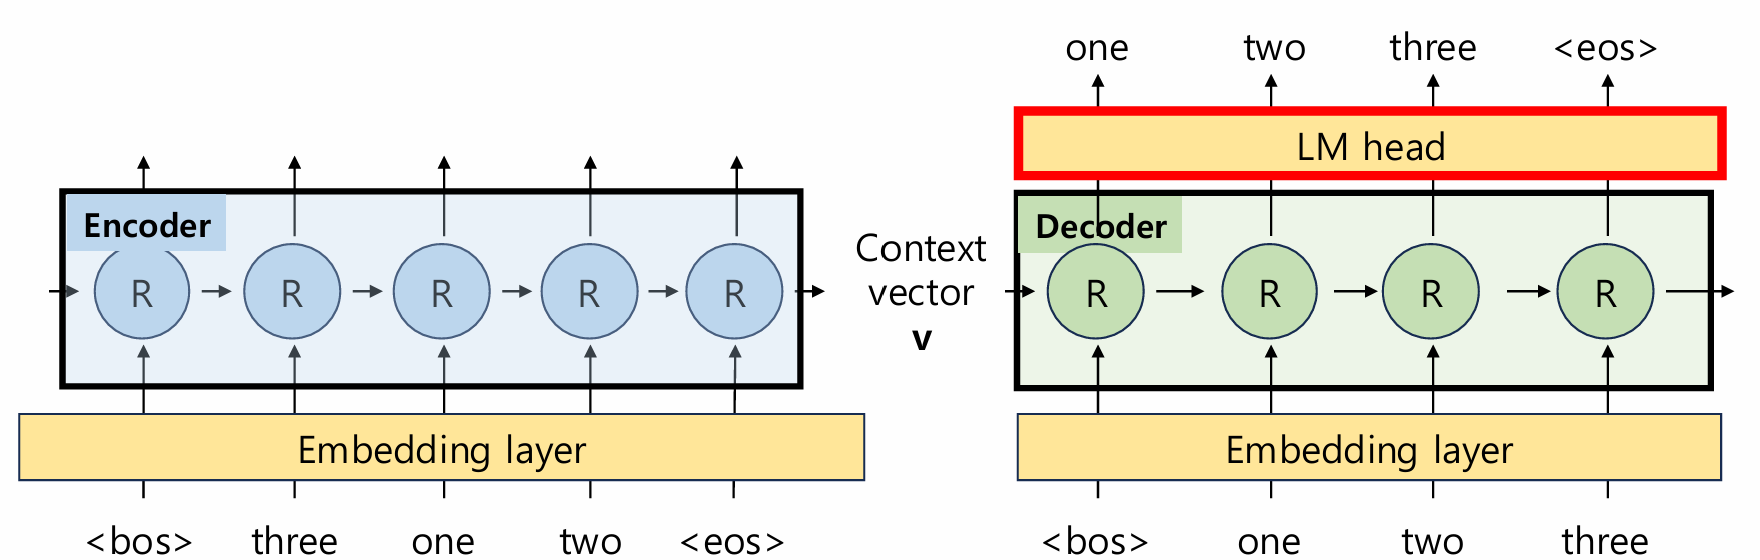 one two three <eos>
LM head
Encoder
R R R R R
Context
vector
v
Decoder
R R R R
Embedding layer
Embedding layer
<bos> three one two <eos>
<bos> one two three